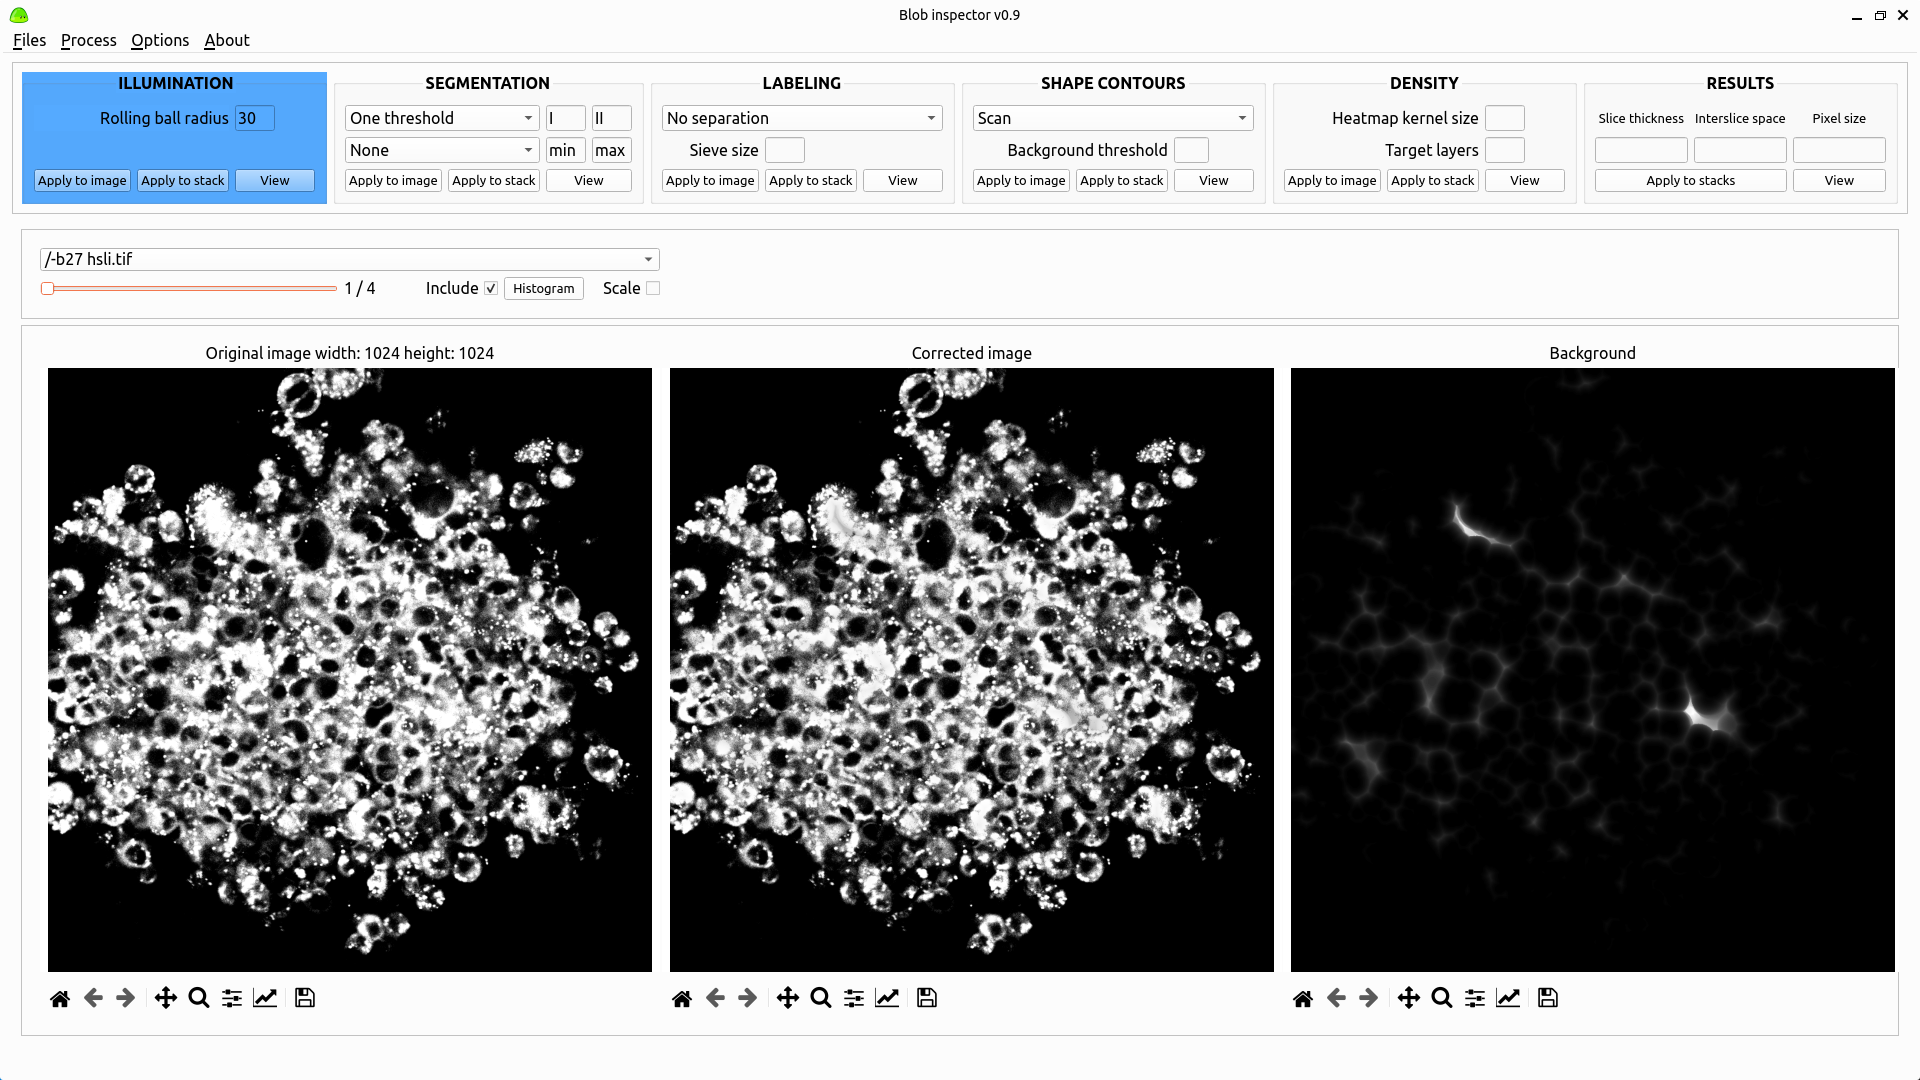 Blob inspector v0.9
Files Process Options About
ILLUMINATION SEGMENTATION LABELING SHAPE CONTOURS DENSITY RESULTS
Rolling ball radius 30 One threshold I II No separation Scan Heatmap kernel size Slice thickness Interslice space Pixel size
None min max Sieve size Background threshold Target layers
Apply to image Apply to stack View Apply to image Apply to stack View Apply to image Apply to stack View Apply to image Apply to stack View Apply to image Apply to stack View Apply to stacks View
/-b27 hsli.tif
1 / 4 Include Histogram Scale
Original image width: 1024 height: 1024 Corrected image Background